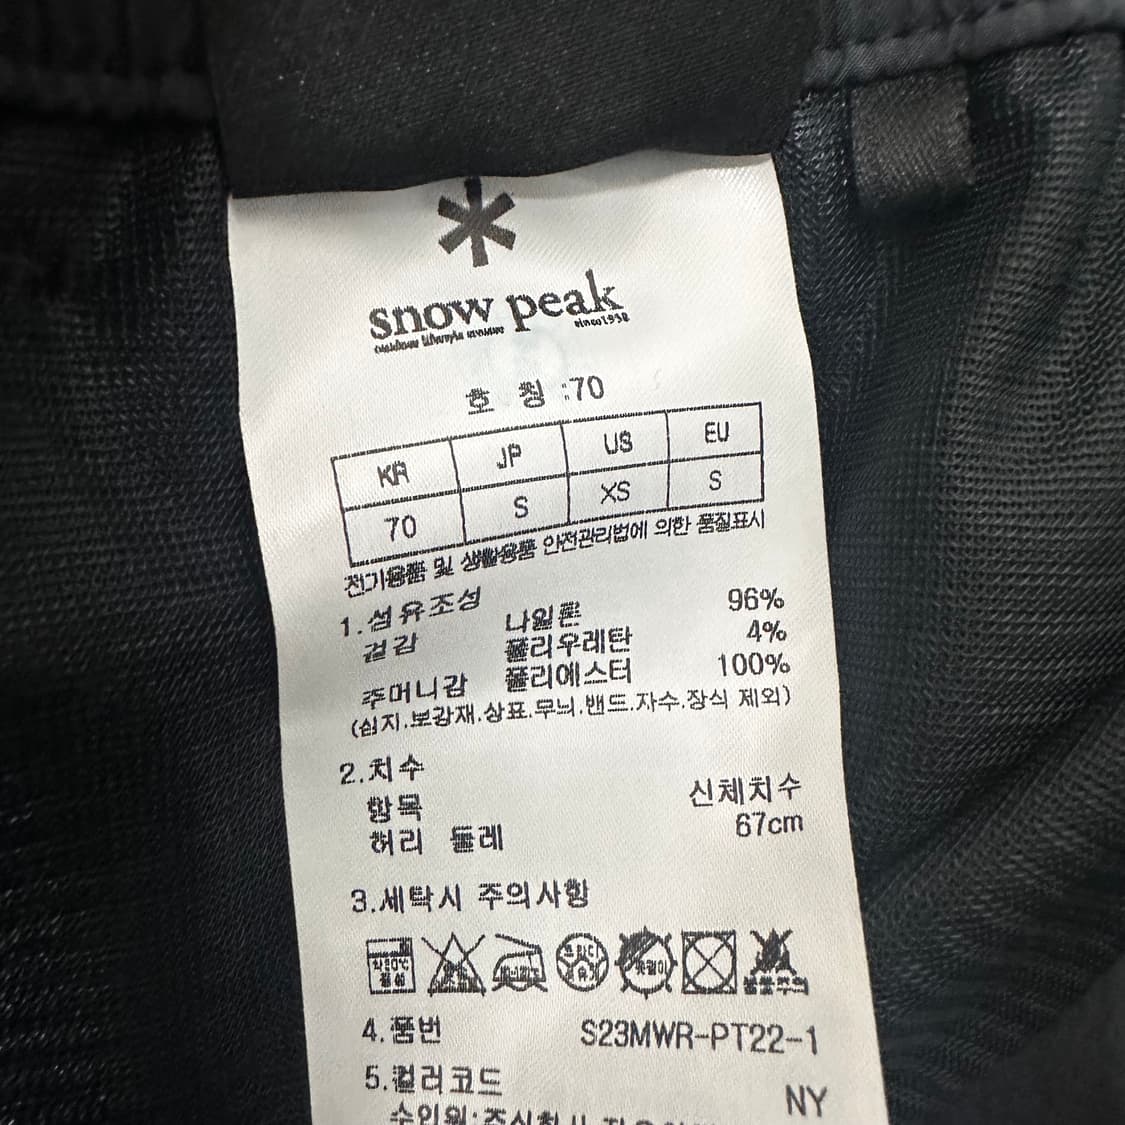 snow peak
since1958
호 칭 :70
KR JP US EU
70 S XS S
전기용품 및 생활용품 안전관리법에 의한 품질표시
1.섬유조성
겉감 나일론 96%
폴리우레탄 4%
주머니감 폴리에스터 100%
(심지.보강재.상표.무늬.밴드.자수.장식 제외)
2.치수
항목 신체치수
허리 둘레 67cm
3.세탁시 주의사항
4.품번 S23MWR-PT22-1
5.컬러코드 NY
수입원: